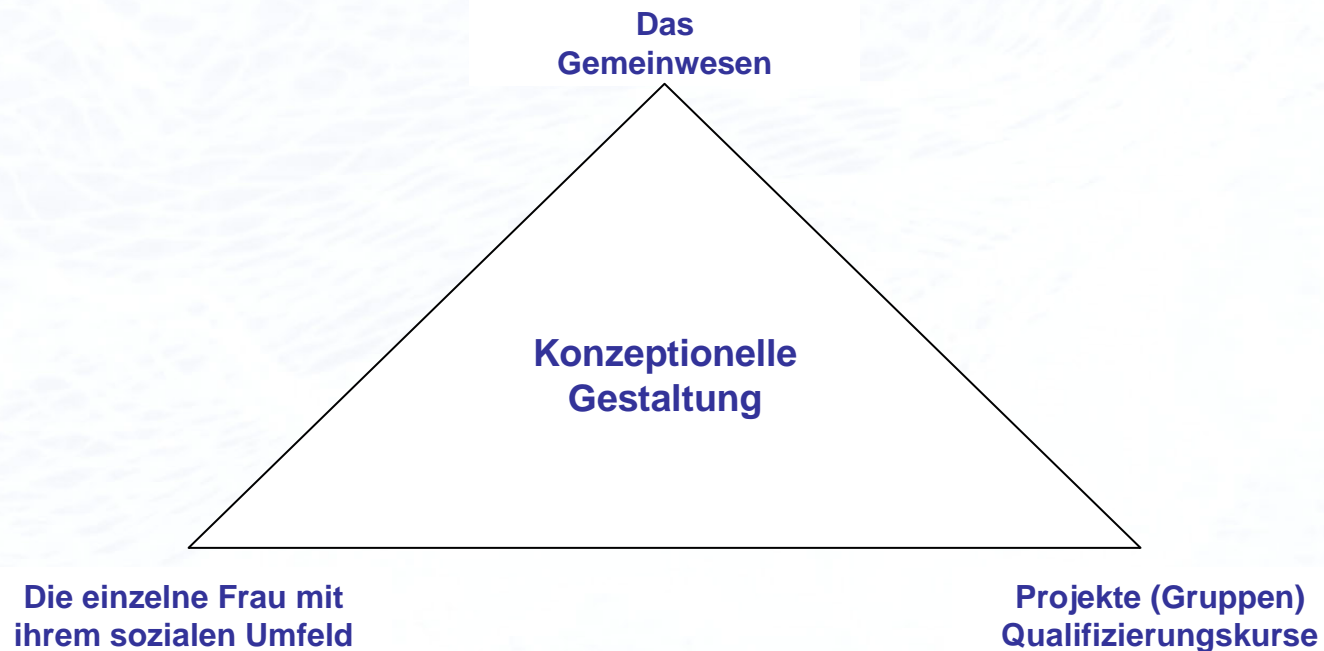 Das
Gemeinwesen
Konzeptionelle
Gestaltung
Die einzelne Frau mit
ihrem sozialen Umfeld
Projekte (Gruppen)
Qualifizierungskurse